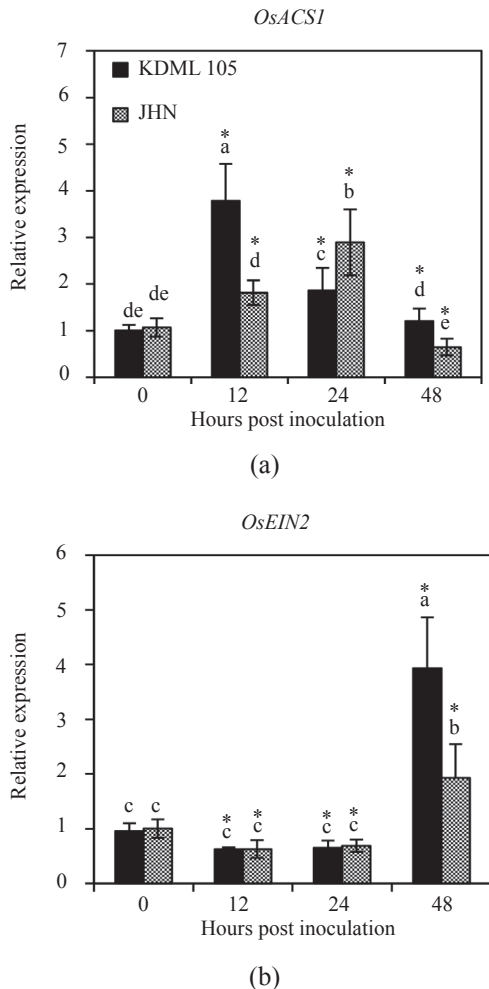 OsACS1
7
6
5
4
3
2
1
0
Relative expression
KDML 105
JHN
de
de
*
a
*
d
*
c
*
b
*
d
*
e
0
12
24
48
Hours post inoculation
(a)
OsEIN2
6
5
4
3
2
1
0
Relative expression
c
c
*
c
*
c
*
c
*
c
*
a
*
b
0
12
24
48
Hours post inoculation
(b)